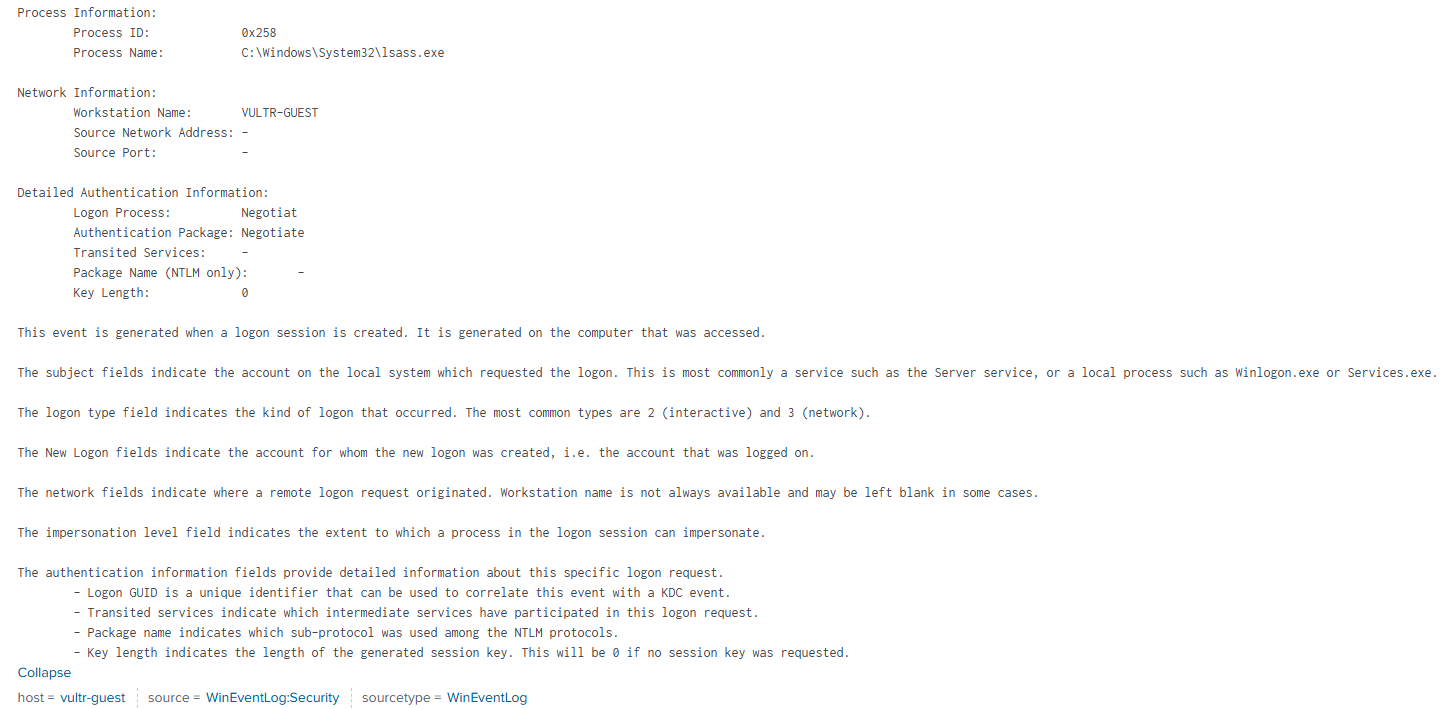 Process Information:
Process ID: 0x258
Process Name: C:\Windows\System32\lsass.exe
Network Information:
Workstation Name: VULTR-GUEST
Source Network Address: -
Source Port: -
Detailed Authentication Information:
Logon Process: Negotiat
Authentication Package: Negotiate
Transited Services: -
Package Name (NTLM only): -
Key Length: 0
This event is generated when a logon session is created. It is generated on the computer that was accessed.
The subject fields indicate the account on the local system which requested the logon. This is most commonly a service such as the Server service, or a local process such as Winlogon.exe or Services.exe.
The logon type field indicates the kind of logon that occurred. The most common types are 2 (interactive) and 3 (network).
The New Logon fields indicate the account for whom the new logon was created, i.e. the account that was logged on.
The network fields indicate where a remote logon request originated. Workstation name is not always available and may be left blank in some cases.
The impersonation level field indicates the extent to which a process in the logon session can impersonate.
The authentication information fields provide detailed information about this specific logon request.
- Logon GUID is a unique identifier that can be used to correlate this event with a KDC event.
- Transited services indicate which intermediate services have participated in this logon request.
- Package name indicates which sub-protocol was used among the NTLM protocols.
- Key length indicates the length of the generated session key. This will be 0 if no session key was requested.
Collapse
host = vultr-guest source = WinEventLog:Security sourcetype = WinEventLog